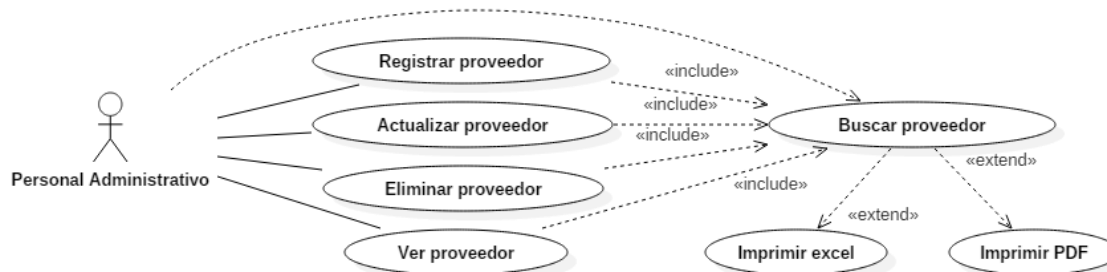 Registrar proveedor
«include»
Actualizar proveedor
«include»
Buscar proveedor
«include»
Personal Administrativo
Eliminar proveedor
«include»
«extend»
«extend»
Ver proveedor
Imprimir excel
Imprimir PDF